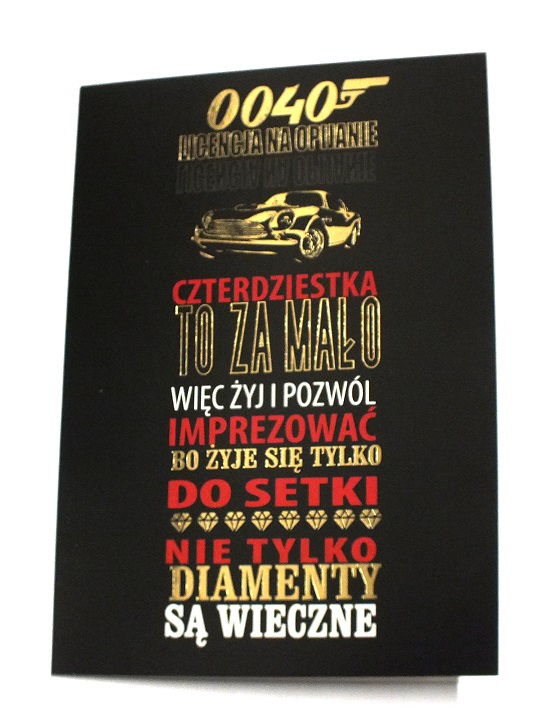 0040
LICENCJA NA OPIJANIE
CZTERDZIESTKA
TO ZA MAŁO
WIĘC ŻYJ I POZWÓL
IMPREZOWAĆ
BO ŻYJE SIĘ TYLKO
DO SETKI
NIE TYLKO
DIAMENTY
SĄ WIECZNE